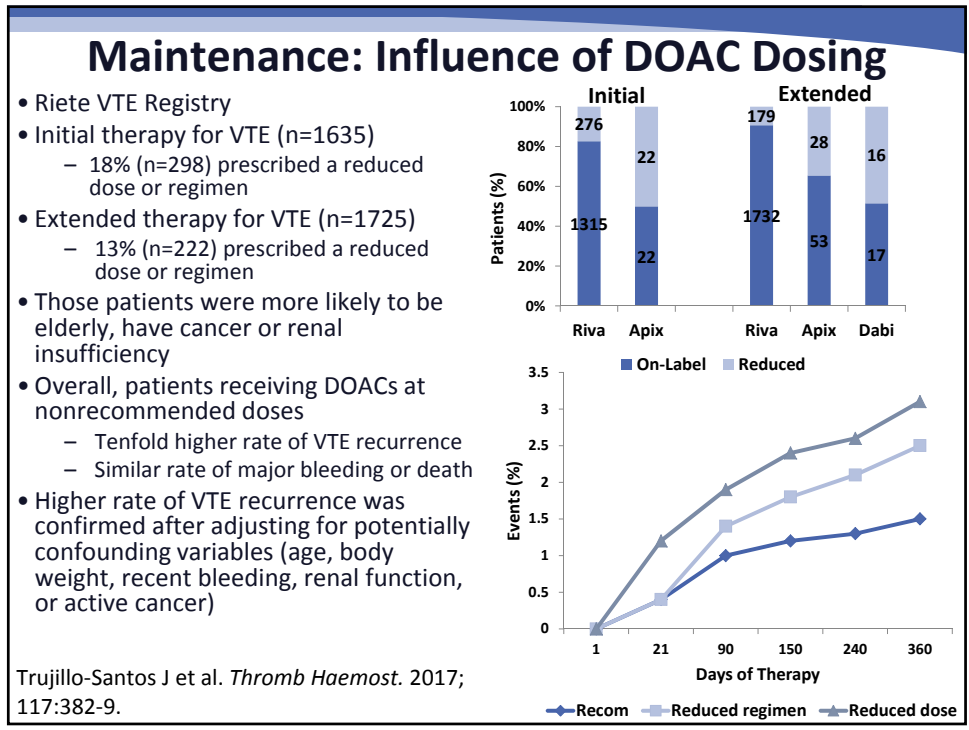 Maintenance: Influence of DOAC Dosing
• Riete VTE Registry
• Initial therapy for VTE (n=1635)
– 18% (n=298) prescribed a reduced
dose or regimen
• Extended therapy for VTE (n=1725)
– 13% (n=222) prescribed a reduced
dose or regimen
• Those patients were more likely to be
elderly, have cancer or renal
insufficiency
• Overall, patients receiving DOACs at
nonrecommended doses
– Tenfold higher rate of VTE recurrence
– Similar rate of major bleeding or death
• Higher rate of VTE recurrence was
confirmed after adjusting for potentially
confounding variables (age, body
weight, recent bleeding, renal function,
or active cancer)
Trujillo-Santos J et al. Thromb Haemost. 2017;
117:382-9.
Initial Extended
Patients (%)
100%
80%
60%
40%
20%
0%
276 22 179 28 16
1315 22 1732 53 17
Riva Apix Riva Apix Dabi
On-Label Reduced
Events (%)
3.5
3
2.5
2
1.5
1
0.5
0
1 21 90 150 240 360
Days of Therapy
Recom Reduced regimen Reduced dose